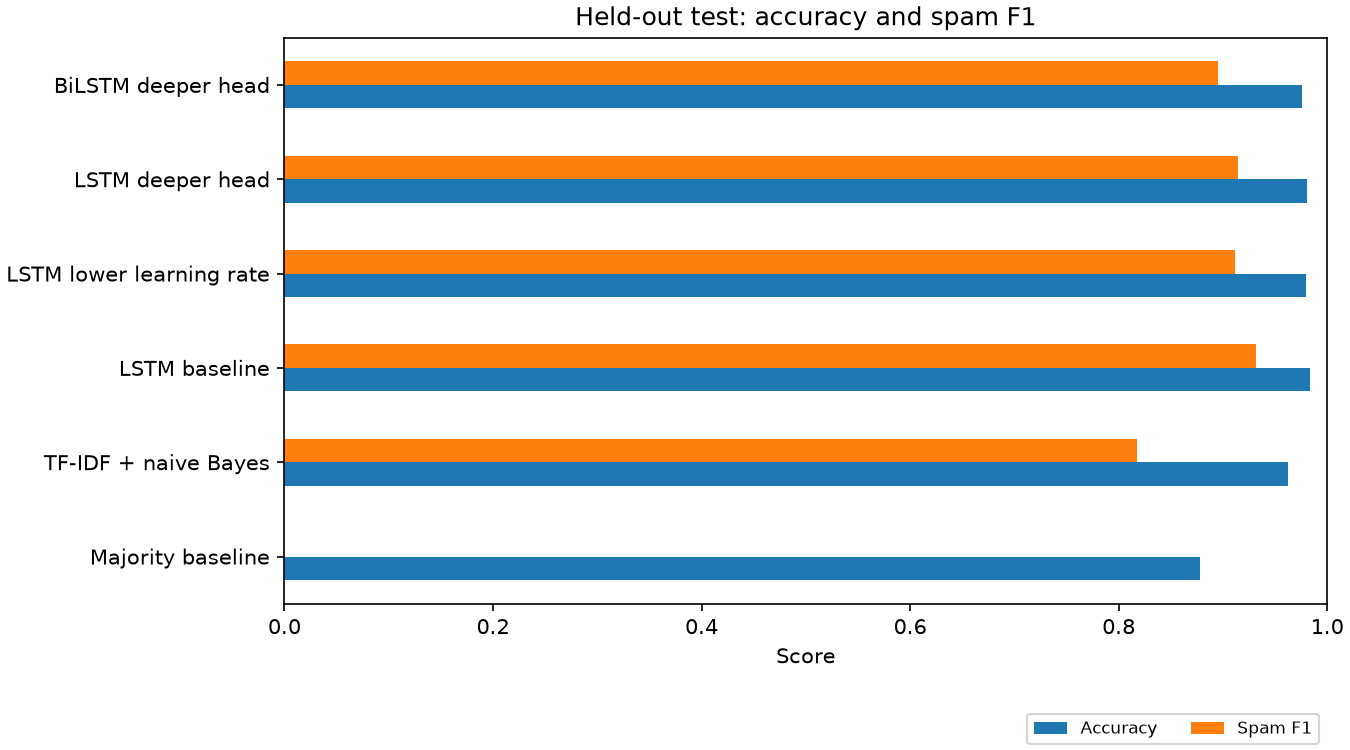 Held-out test: accuracy and spam F1
BiLSTM deeper head
LSTM deeper head
LSTM lower learning rate
LSTM baseline
TF-IDF + naive Bayes
Majority baseline
0.0 0.2 0.4 0.6 0.8 1.0
Score
Accuracy Spam F1